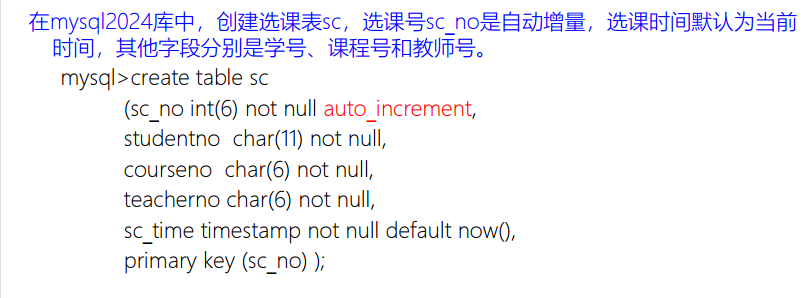 在mysql2024库中，创建选课表sc，选课号sc_no是自动增量，选课时间默认为当前
时间，其他字段分别是学号、课程号和教师号。
mysql>create table sc
(sc_no int(6) not null auto_increment,
studentno  char(11) not null,
courseno  char(6) not null,
teacherno char(6) not null,
sc_time timestamp not null default now(),
primary key (sc_no) );